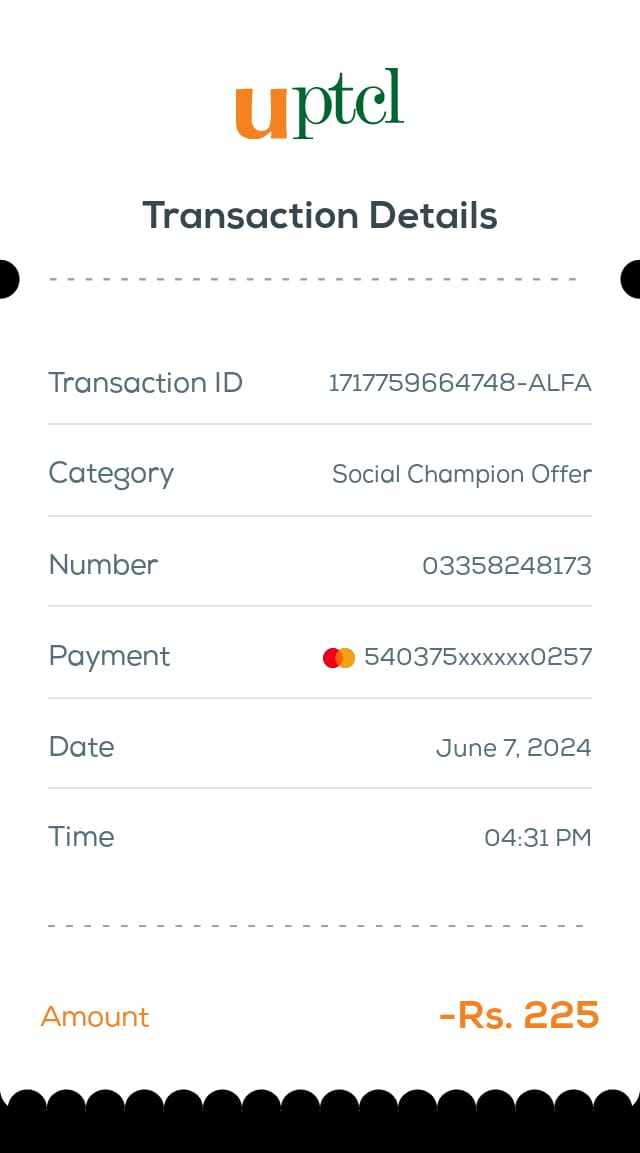 uptcl
Transaction Details
Transaction ID 1717759664748-ALFA
Category Social Champion Offer
Number 03358248173
Payment 540375xxxxxx0257
Date June 7, 2024
Time 04:31 PM
Amount -Rs. 225